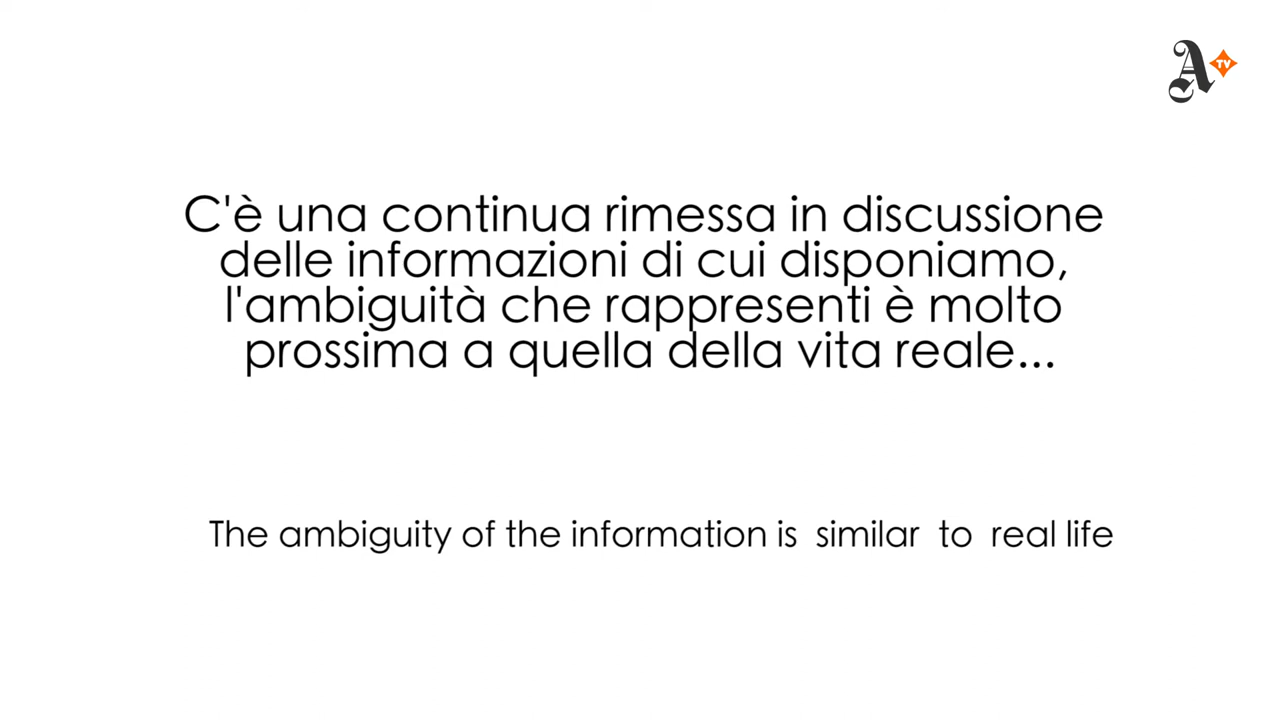 A TV
C'è una continua rimessa in discussione
delle informazioni di cui disponiamo,
l'ambiguità che rappresenti è molto
prossima a quella della vita reale...
The ambiguity of the information is similar to real life